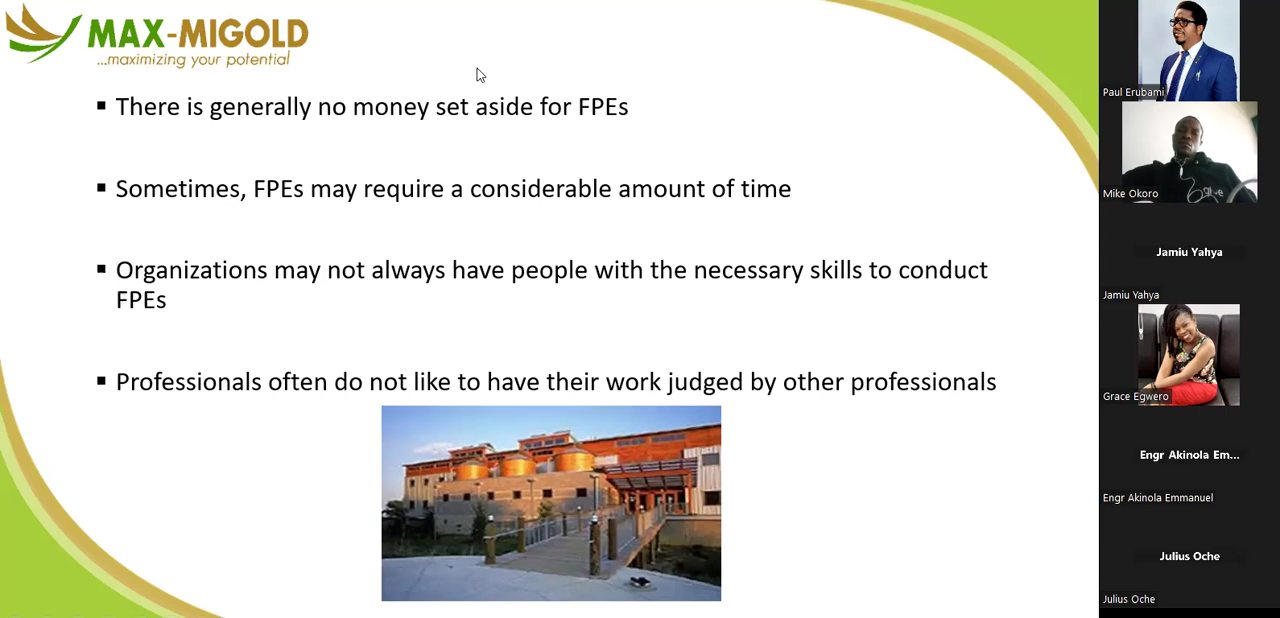 MAX-MIGOLD
...maximizing your potential
▪ There is generally no money set aside for FPEs
▪ Sometimes, FPEs may require a considerable amount of time
▪ Organizations may not always have people with the necessary skills to conduct
FPEs
▪ Professionals often do not like to have their work judged by other professionals
Paul Erubami
Mike Okoro
Jamiu Yahya
Jamiu Yahya
Grace Egwero
Engr Akinola Em...
Engr Akinola Emmanuel
Julius Oche
Julius Oche